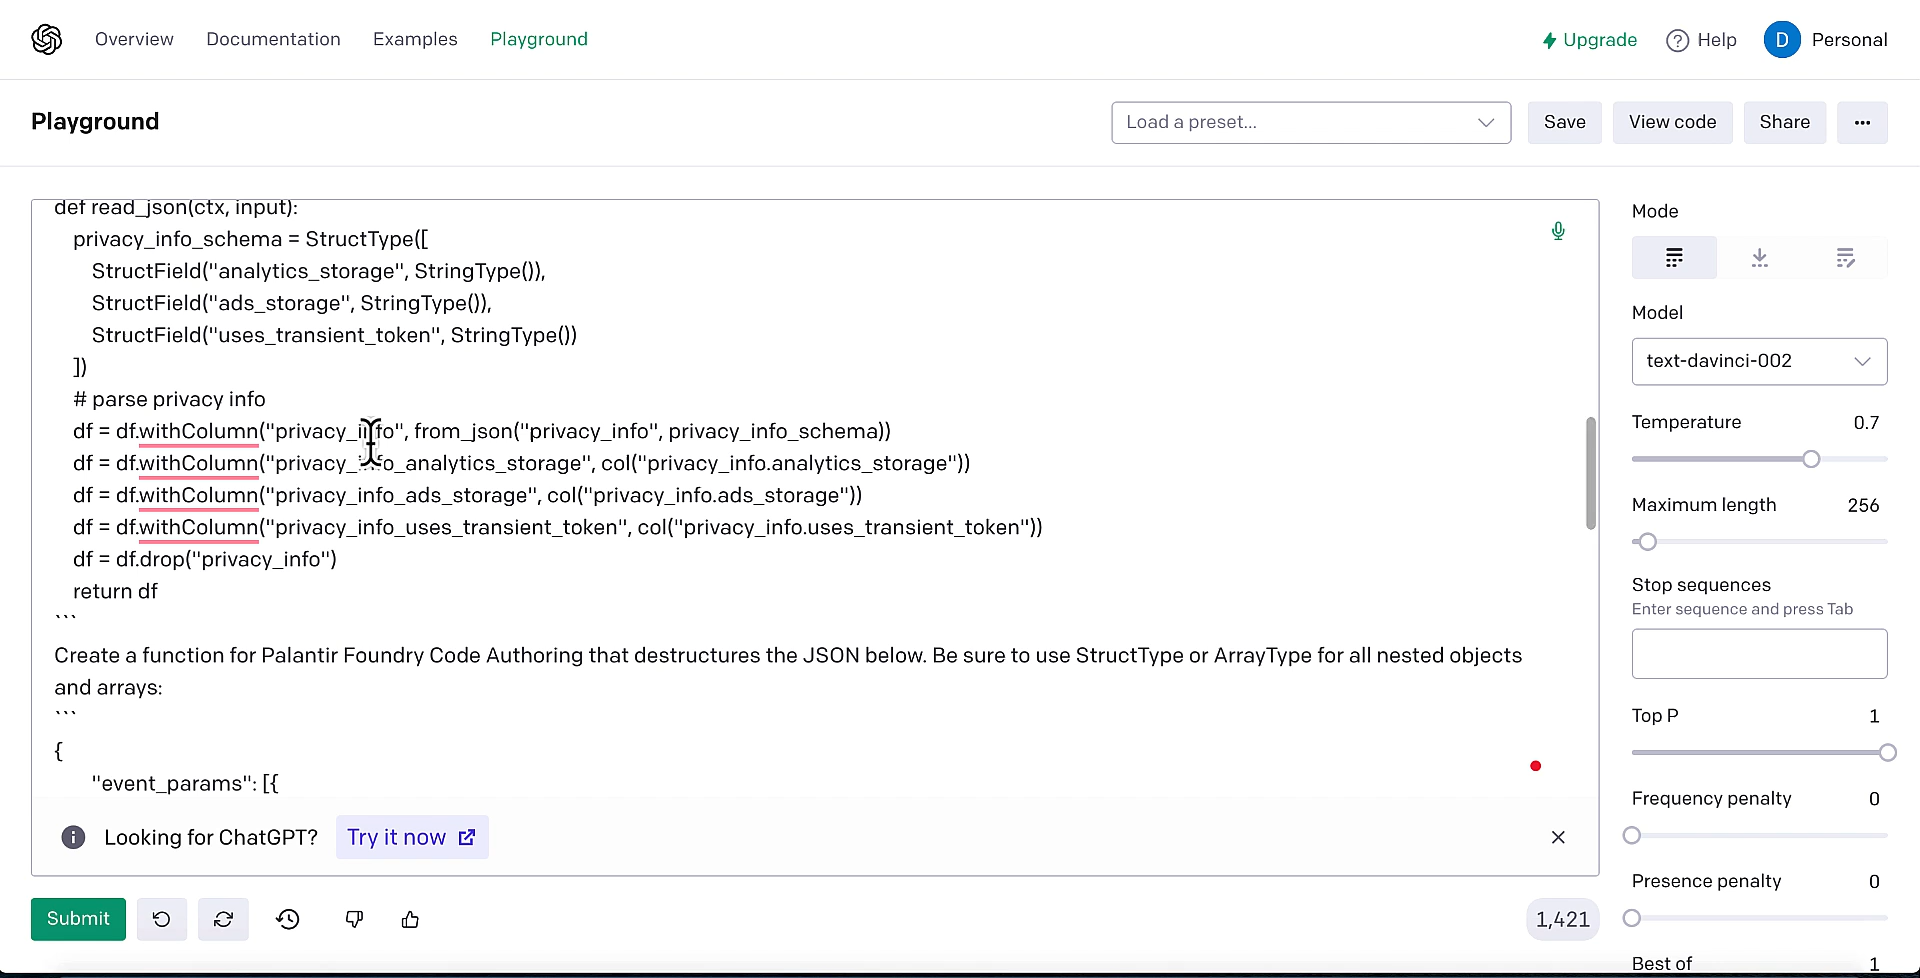 Overview Documentation Examples Playground Upgrade Help D Personal
Playground Load a preset... Save View code Share ...
def read_json(ctx, input):
privacy_info_schema = StructType([
StructField("analytics_storage", StringType()),
StructField("ads_storage", StringType()),
StructField("uses_transient_token", StringType())
])
# parse privacy info
df = df.withColumn("privacy_info", from_json("privacy_info", privacy_info_schema))
df = df.withColumn("privacy_info_analytics_storage", col("privacy_info.analytics_storage"))
df = df.withColumn("privacy_info_ads_storage", col("privacy_info.ads_storage"))
df = df.withColumn("privacy_info_uses_transient_token", col("privacy_info.uses_transient_token"))
df = df.drop("privacy_info")
return df
```
Create a function for Palantir Foundry Code Authoring that destructures the JSON below. Be sure to use StructType or ArrayType for all nested objects
and arrays:
```
{
"event_params": [{
Looking for ChatGPT? Try it now
Submit
1,421
Mode
Model
text-davinci-002
Temperature 0.7
Maximum length 256
Stop sequences
Enter sequence and press Tab
Top P 1
Frequency penalty 0
Presence penalty 0
Best of 1